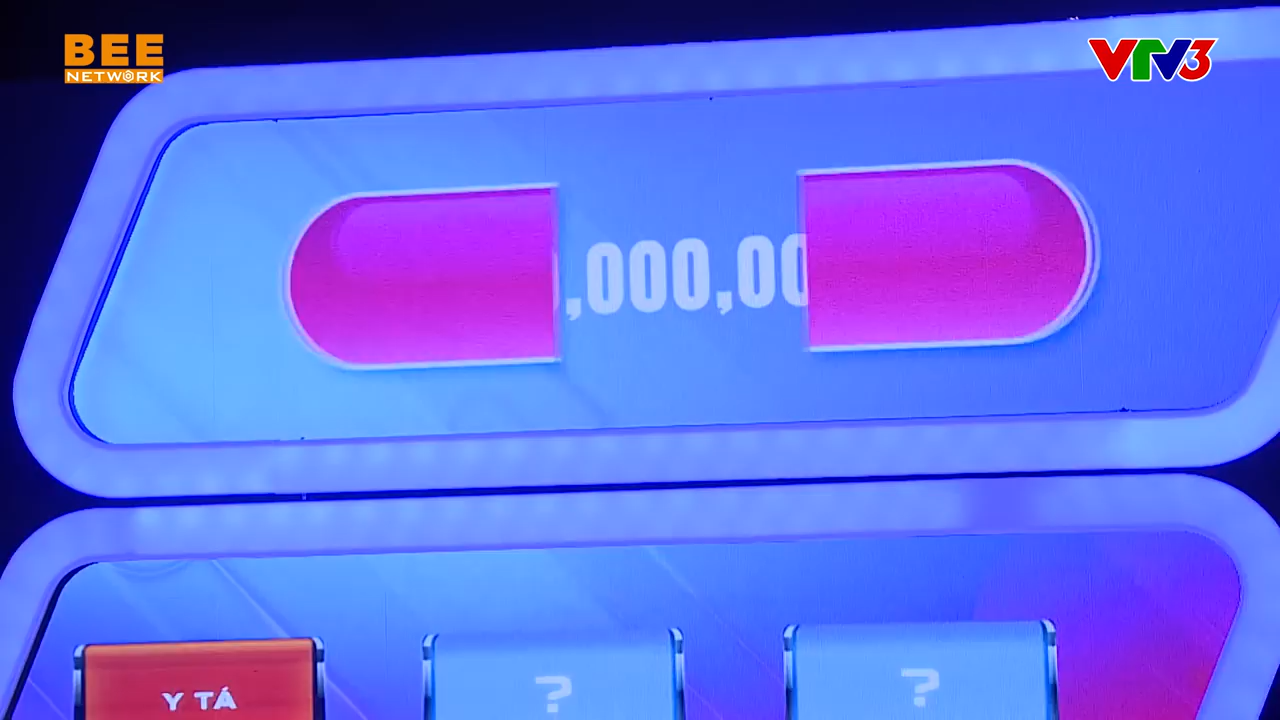 BEE
NETWORK
VTV3
,000,00
Y TÁ
?
?